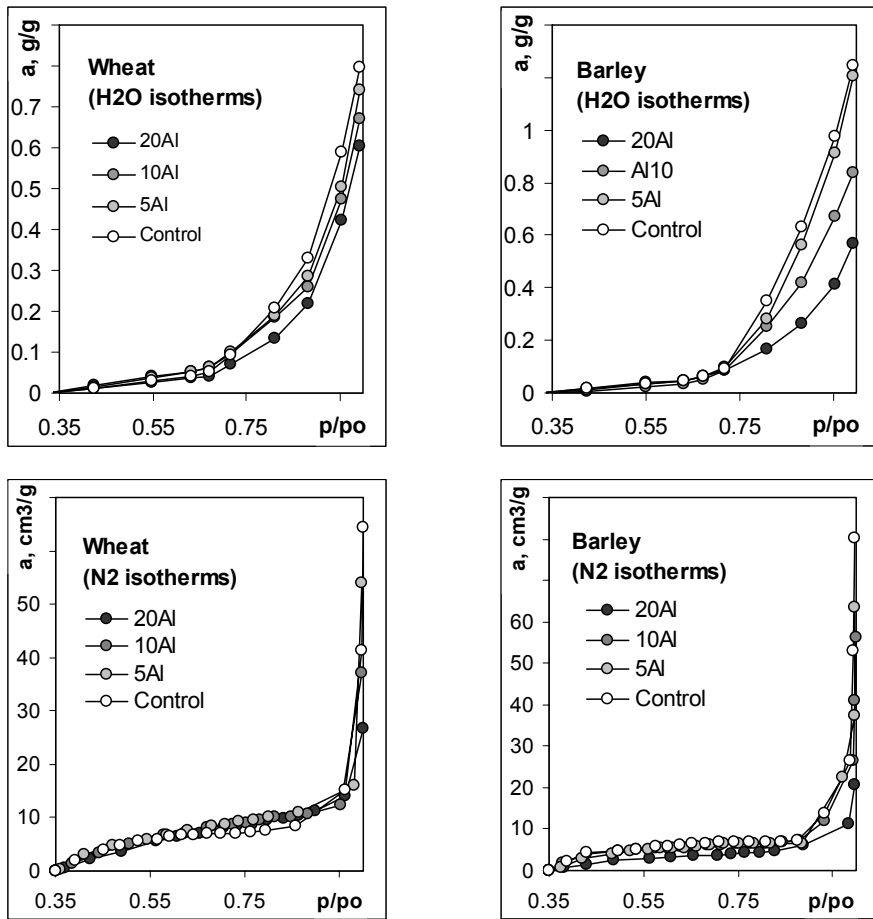 a, g/g
Wheat
(H2O isotherms)
20Al
10Al
5Al
Control
0.7
0.6
0.5
0.4
0.3
0.2
0.1
0
0.35
0.55
0.75
p/po
a, g/g
Barley
(H2O isotherms)
20Al
Al10
5Al
Control
1
0.8
0.6
0.4
0.2
0
0.35
0.55
0.75
p/po
a, cm3/g
Wheat
(N2 isotherms)
20Al
10Al
5Al
Control
50
40
30
20
10
0
0.35
0.55
0.75
p/po
a, cm3/g
Barley
(N2 isotherms)
20Al
10Al
5Al
Control
60
50
40
30
20
10
0
0.35
0.55
0.75
p/po